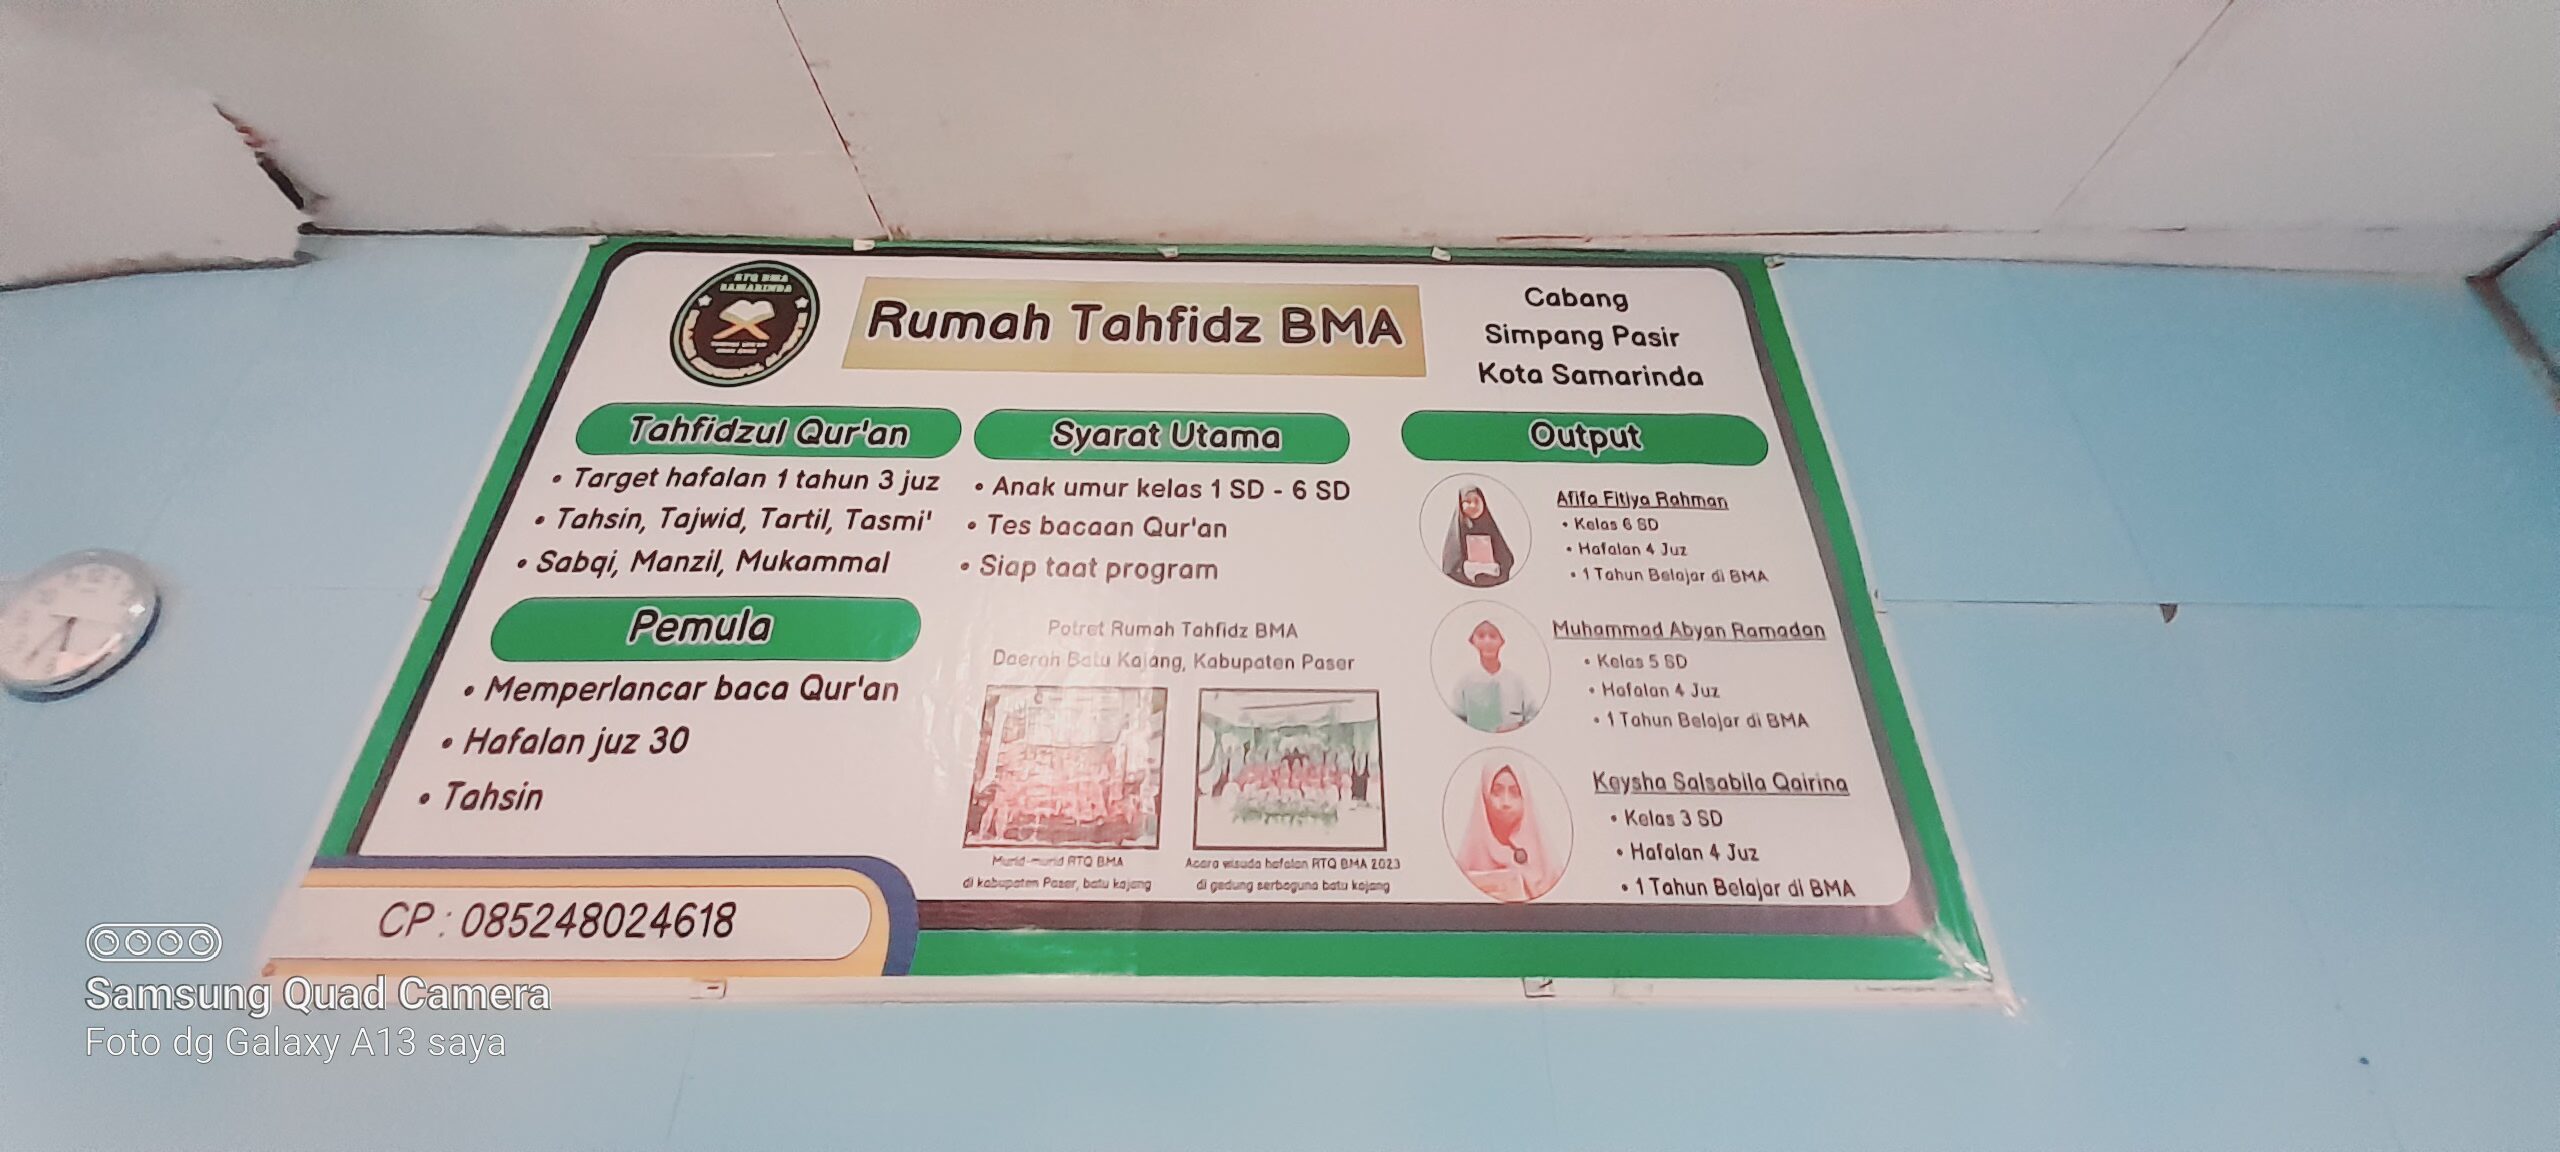 RTQ BMA
SAMARINDA
Rumah Tahfidz BMA
Cabang
Simpang Pasir
Kota Samarinda
Tahfidzul Qur'an
• Target hafalan 1 tahun 3 juz
• Tahsin, Tajwid, Tartil, Tasmi'
• Sabqi, Manzil, Mukammal
Pemula
• Memperlancar baca Qur'an
• Hafalan juz 30
• Tahsin
Syarat Utama
• Anak umur kelas 1 SD - 6 SD
• Tes bacaan Qur'an
• Siap taat program
Potret Rumah Tahfidz BMA
Daerah Batu Kajang, Kabupaten Paser
Murid-murid RTQ BMA
di kabupaten Paser, batu kajang
Acara wisuda hafalan RTQ BMA 2023
di gedung serbaguna batu kajang
Output
Afifa Fitiya Rahman
• Kelas 6 SD
• Hafalan 4 Juz
• 1 Tahun Belajar di BMA
Muhammad Abyan Ramadan
• Kelas 5 SD
• Hafalan 4 Juz
• 1 Tahun Belajar di BMA
Keysha Salsabila Qairina
• Kelas 3 SD
• Hafalan 4 Juz
• 1 Tahun Belajar di BMA
CP : 085248024618
Samsung Quad Camera
Foto dg Galaxy A13 saya